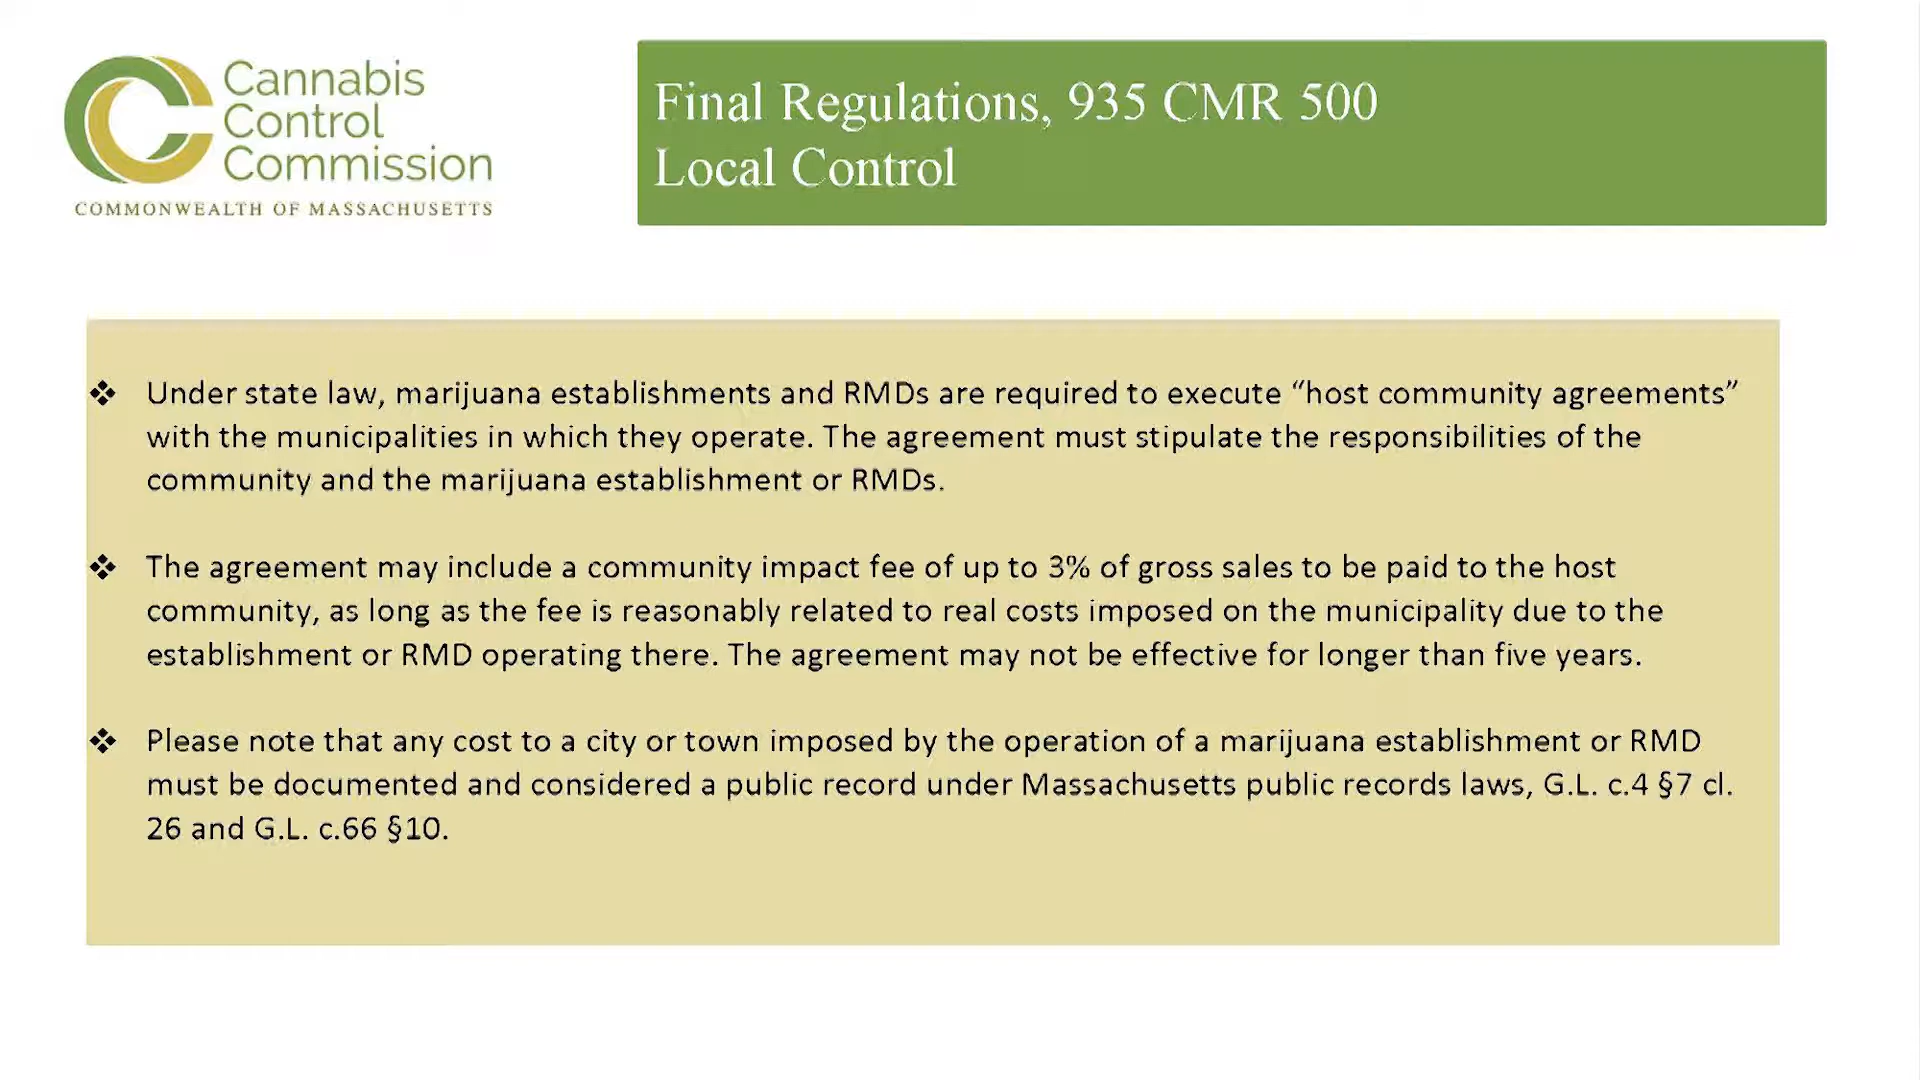 Cannabis
Control
Commission
COMMONWEALTH OF MASSACHUSETTS
Final Regulations, 935 CMR 500
Local Control
❖ Under state law, marijuana establishments and RMDs are required to execute “host community agreements”
with the municipalities in which they operate. The agreement must stipulate the responsibilities of the
community and the marijuana establishment or RMDs.
❖ The agreement may include a community impact fee of up to 3% of gross sales to be paid to the host
community, as long as the fee is reasonably related to real costs imposed on the municipality due to the
establishment or RMD operating there. The agreement may not be effective for longer than five years.
❖ Please note that any cost to a city or town imposed by the operation of a marijuana establishment or RMD
must be documented and considered a public record under Massachusetts public records laws, G.L. c.4 §7 cl.
26 and G.L. c.66 §10.